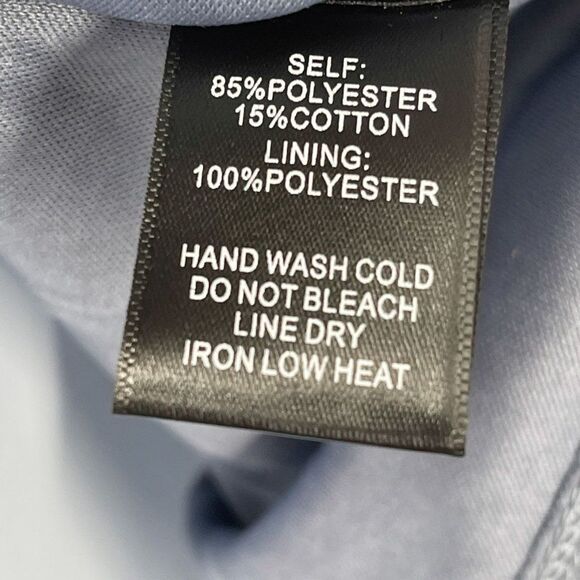 SELF:
85%POLYESTER
15%COTTON
LINING:
100%POLYESTER
HAND WASH COLD
DO NOT BLEACH
LINE DRY
IRON LOW HEAT